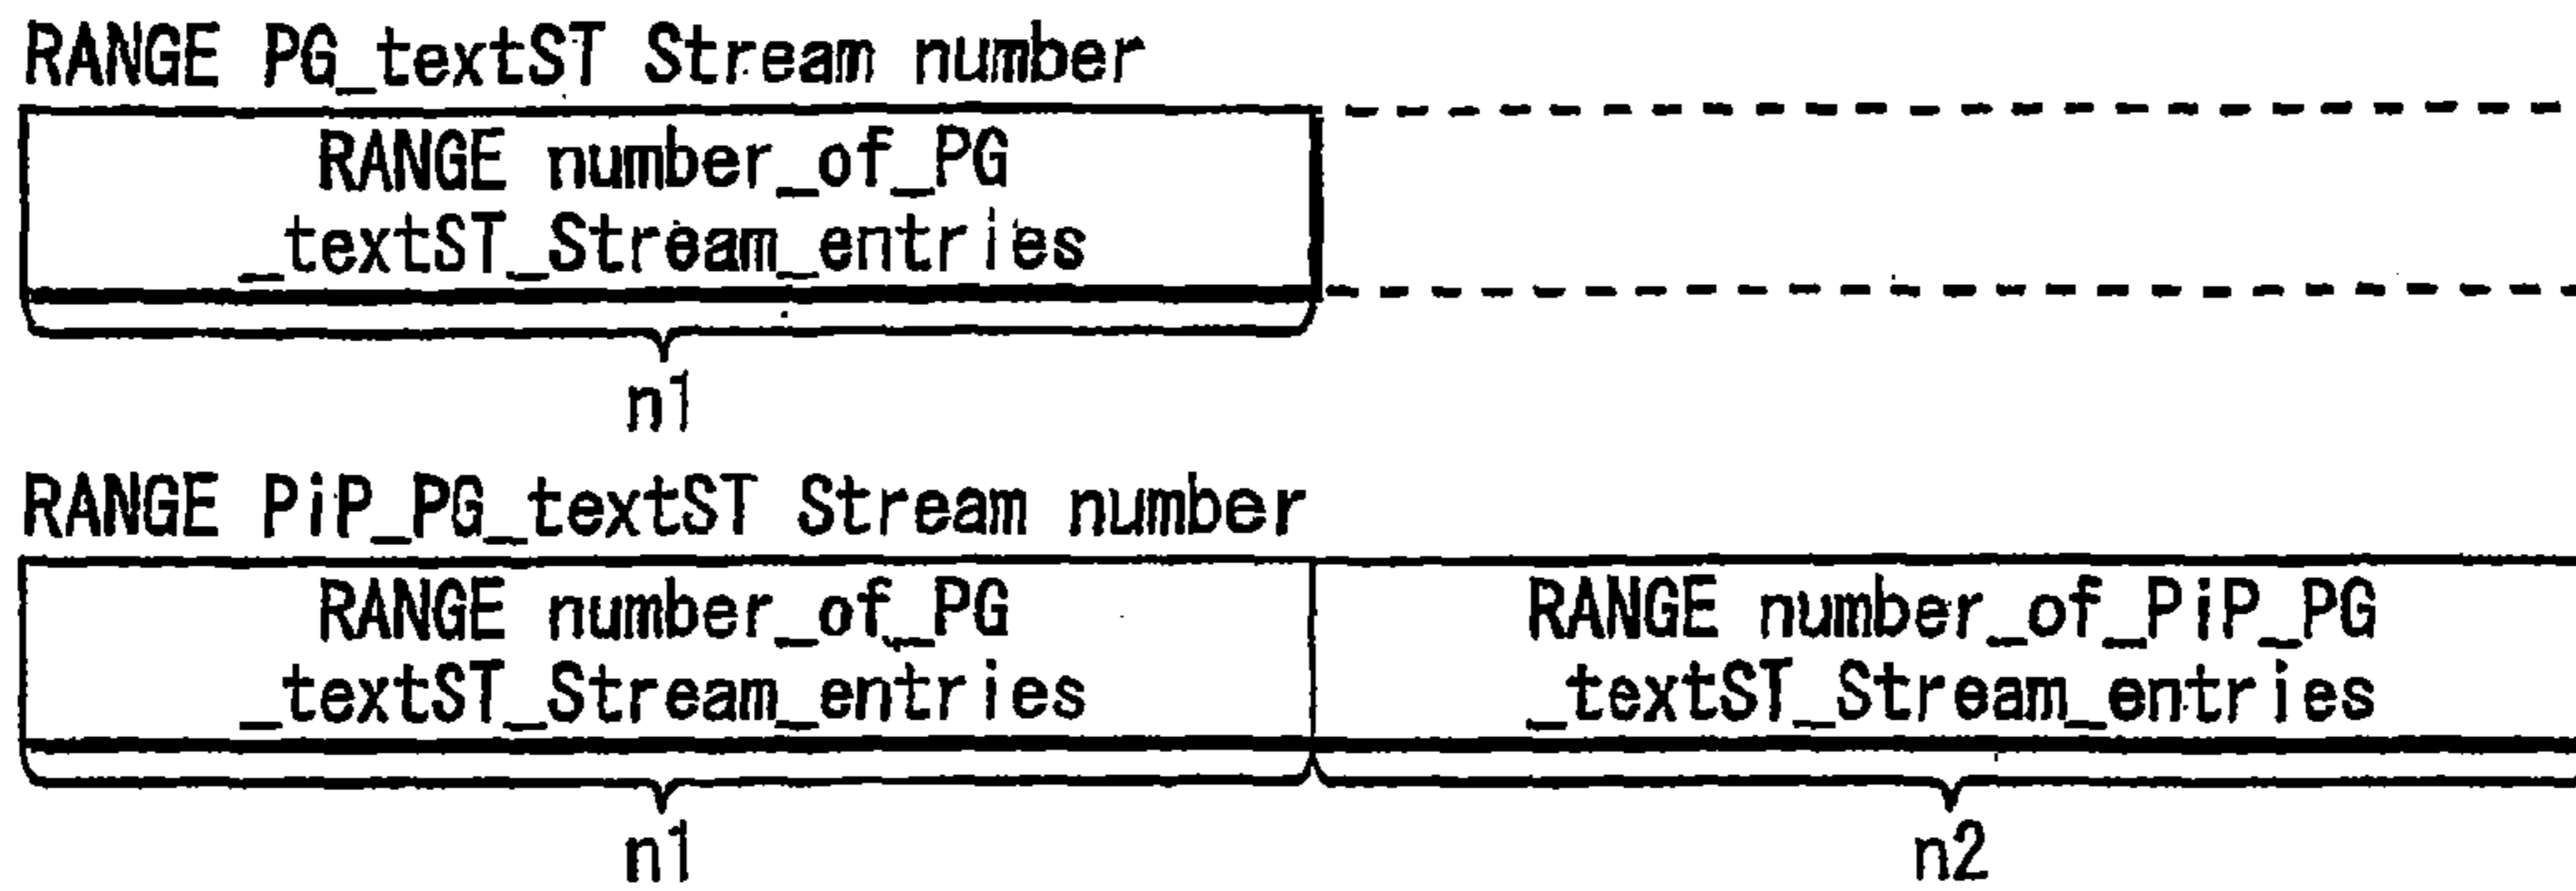 RANGE PG_textST Stream number
RANGE number_of_PG
_textST_Stream_entries
n1
RANGE PiP_PG_textST Stream number
RANGE number_of_PG
_textST_Stream_entries
RANGE number_of_PiP_PG
_textST_Stream_entries
n1
n2